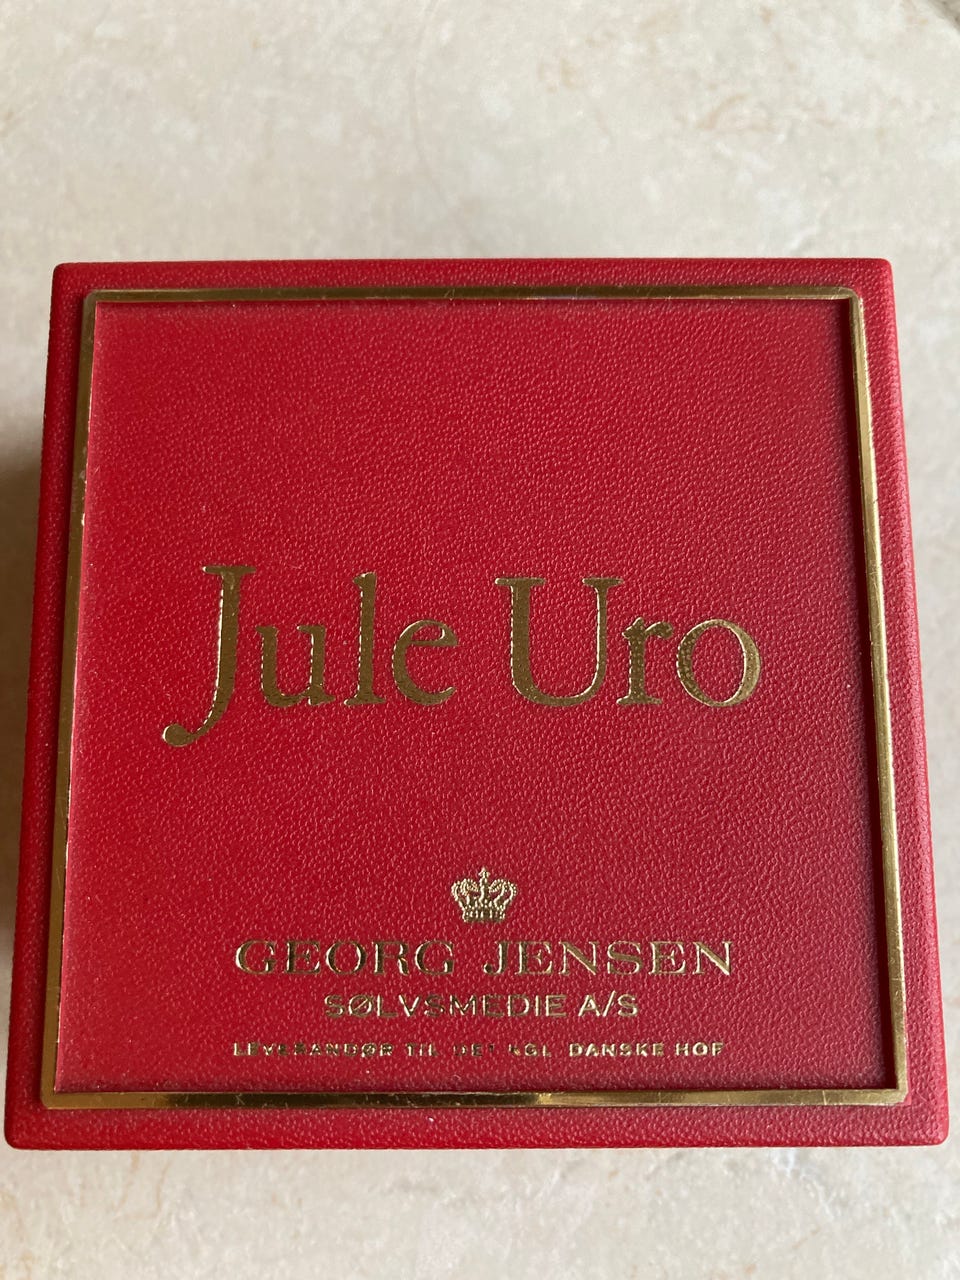 Jule Uro
GEORG JENSEN
SØLVSMEDIE A/S
LEVERANDØR TIL DET KGL. DANSKE HOF